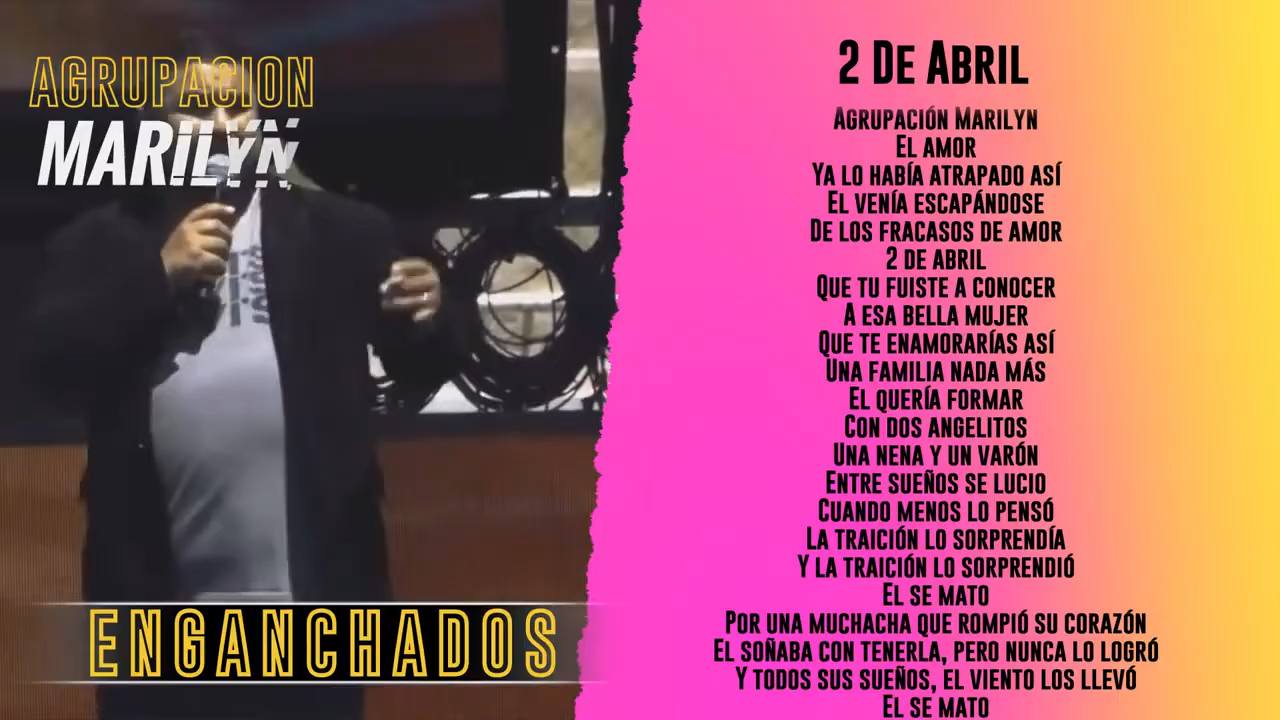 AGRUPACION
MARILYN
ENGANCHADOS
2 De Abril
Agrupación Marilyn
El amor
Ya lo había atrapado así
El venía escapándose
De los fracasos de amor
2 de abril
Que tu fuiste a conocer
A esa bella mujer
Que te enamorarías así
Una familia nada más
El quería formar
Con dos angelitos
Una nena y un varón
Entre sueños se lucio
Cuando menos lo pensó
La traición lo sorprendía
Y la traición lo sorprendió
El se mato
Por una muchacha que rompió su corazón
El soñaba con tenerla, pero nunca lo logró
Y todos sus sueños, el viento los llevó
El se mato